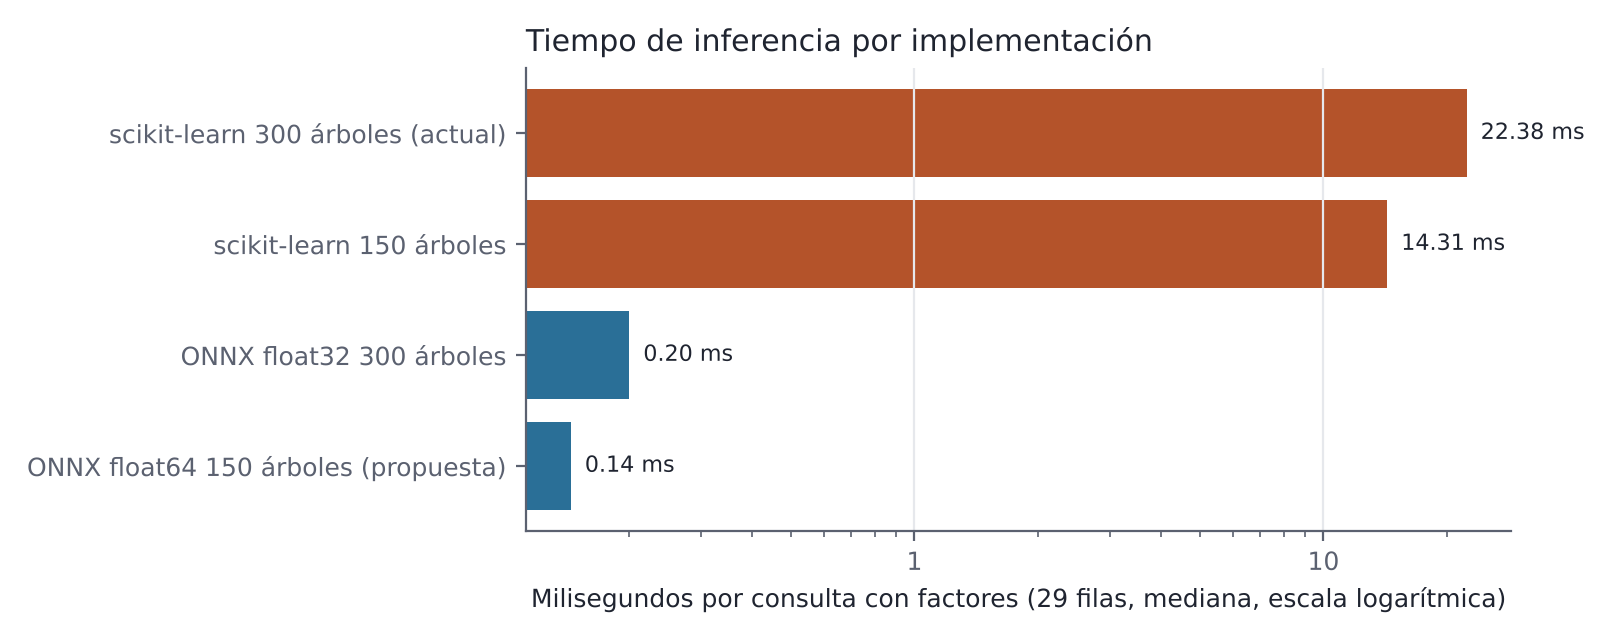 Tiempo de inferencia por implementación
scikit-learn 300 árboles (actual)
22.38 ms
scikit-learn 150 árboles
14.31 ms
ONNX float32 300 árboles
0.20 ms
ONNX float64 150 árboles (propuesta)
0.14 ms
1
10
Milisegundos por consulta con factores (29 filas, mediana, escala logarítmica)